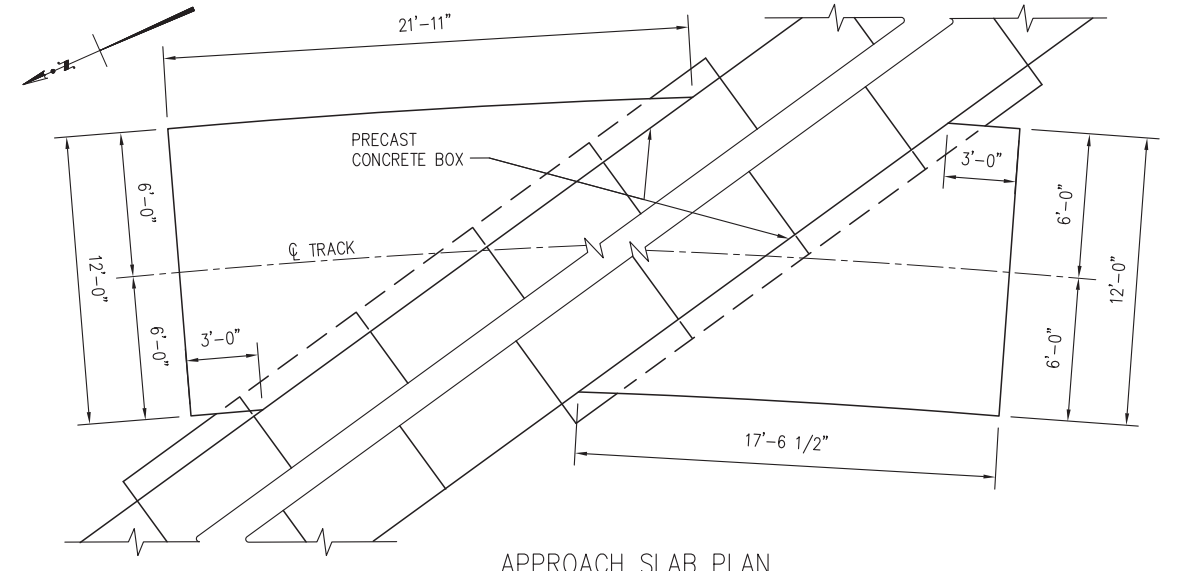 N
21'-11"
PRECAST
CONCRETE BOX
3'-0"
6'-0"
6'-0"
℄ TRACK
12'-0"
12'-0"
6'-0"
3'-0"
6'-0"
17'-6 1/2"
APPROACH SLAB PLAN